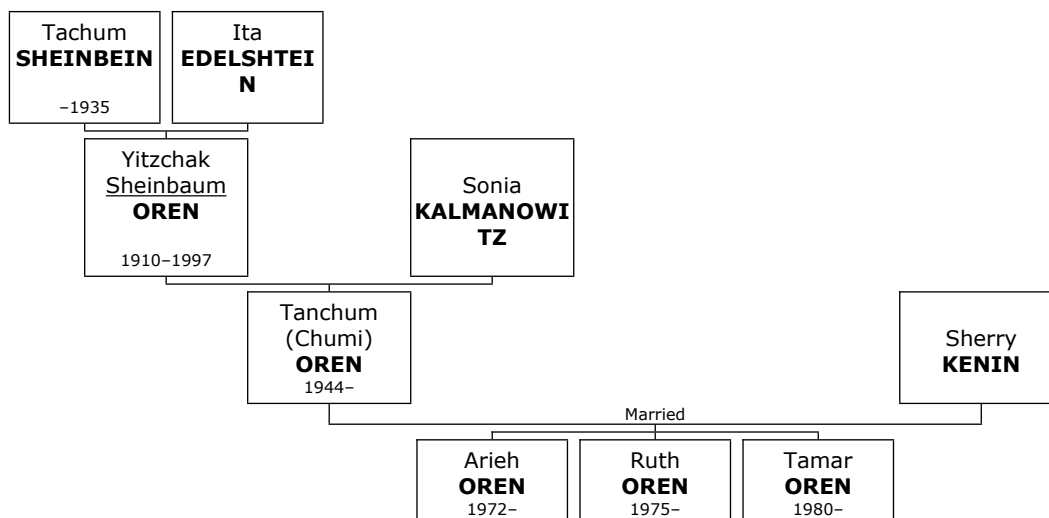 Tachum
SHEINBEIN
–1935
Ita
EDELSHTEI
N
Yitzchak
Sheinbaum
OREN
1910–1997
Sonia
KALMANOWI
TZ
Tanchum
(Chumi)
OREN
1944–
Sherry
KENIN
Married
Arieh
OREN
1972–
Ruth
OREN
1975–
Tamar
OREN
1980–